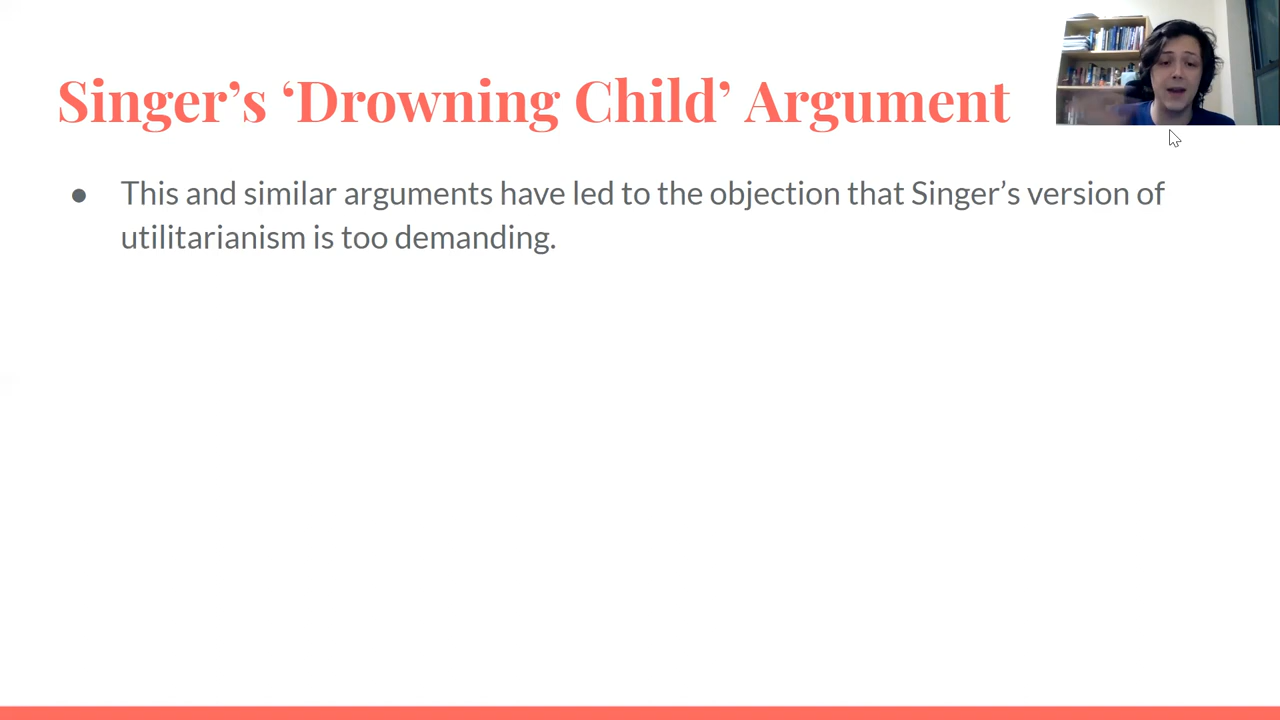 Singer’s ‘Drowning Child’ Argument
● This and similar arguments have led to the objection that Singer’s version of
utilitarianism is too demanding.